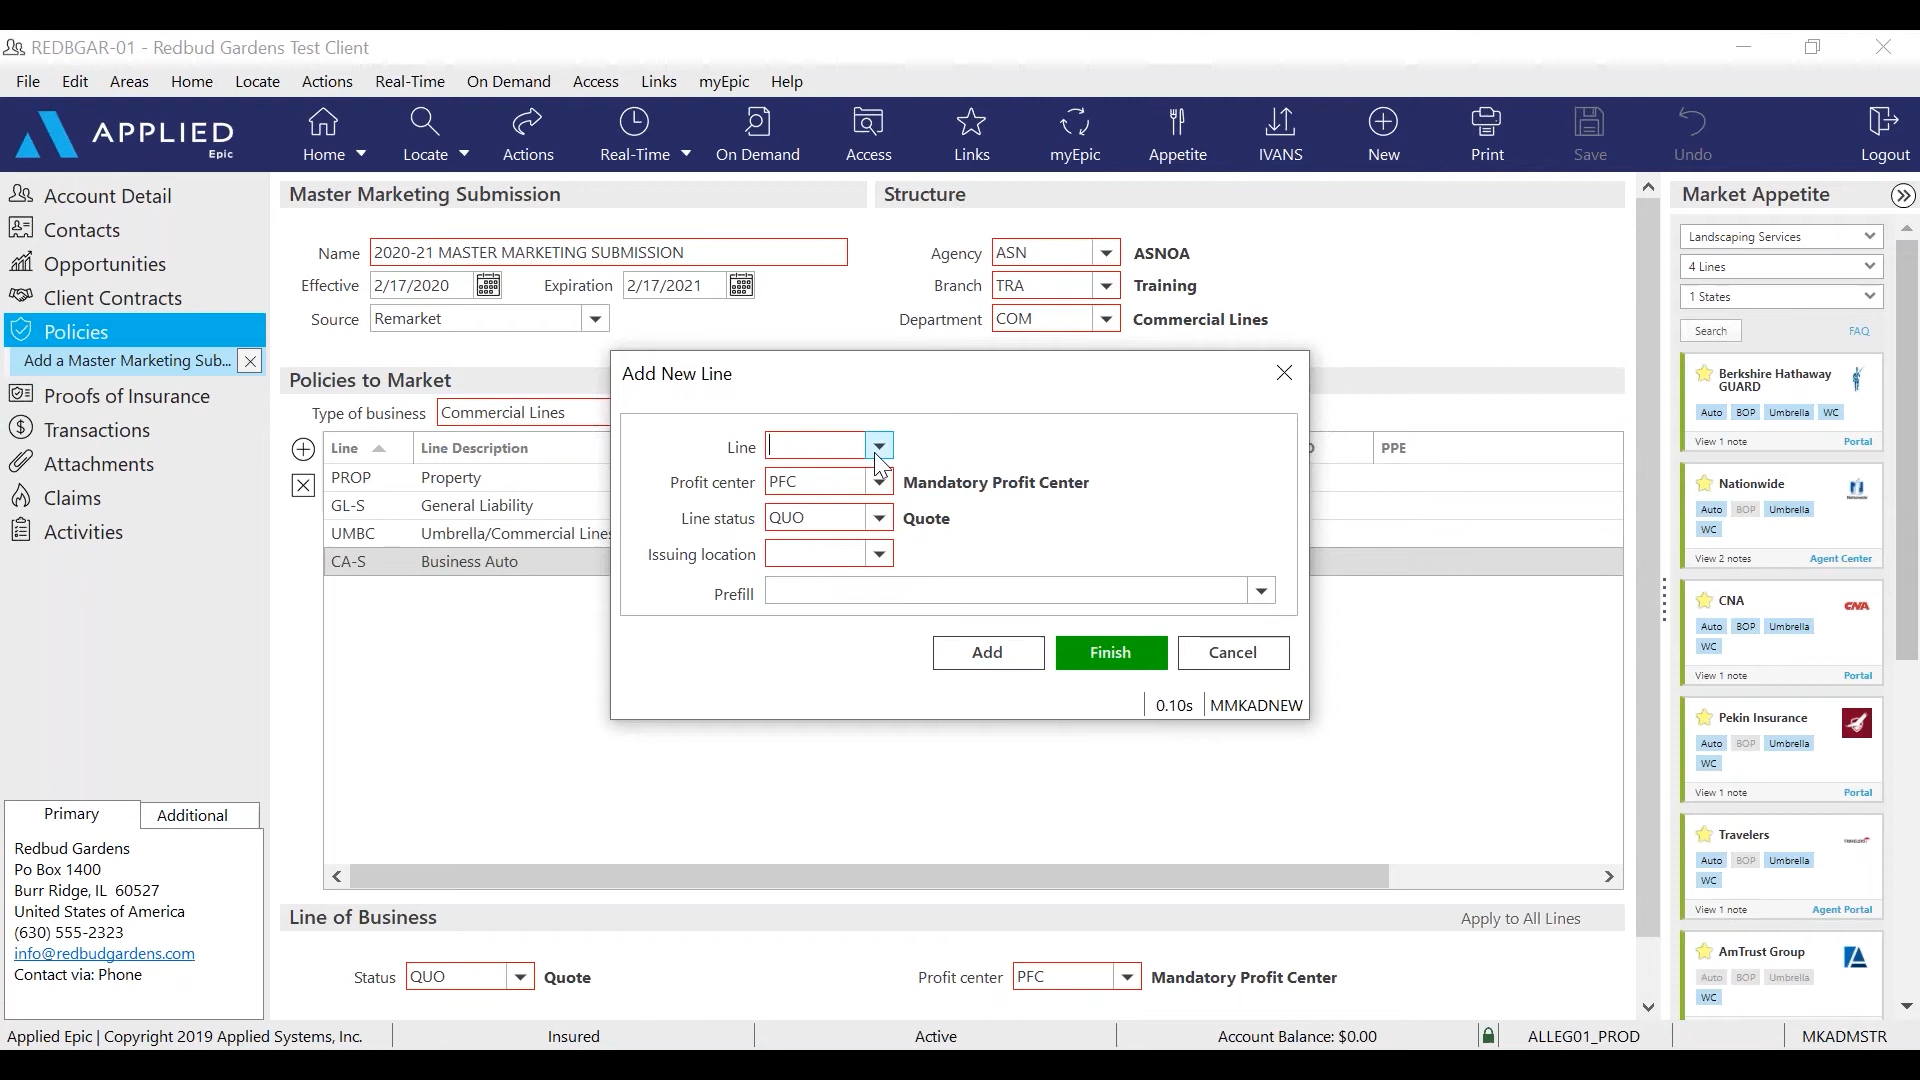 REDBGAR-01 - Redbud Gardens Test Client
File Edit Areas Home Locate Actions Real-Time On Demand Access Links myEpic Help
APPLIED Epic
Home Locate Actions Real-Time On Demand Access Links myEpic Appetite IVANS New Print Save Undo Logout
Account Detail
Contacts
Opportunities
Client Contracts
Policies
Add a Master Marketing Sub...
Proofs of Insurance
Transactions
Attachments
Claims
Activities
Primary Additional
Redbud Gardens
Po Box 1400
Burr Ridge, IL 60527
United States of America
(630) 555-2323
info@redbudgardens.com
Contact via: Phone
Master Marketing Submission
Name 2020-21 MASTER MARKETING SUBMISSION
Effective 2/17/2020 Expiration 2/17/2021
Source Remarket
Structure
Agency ASN ASNOA
Branch TRA Training
Department COM Commercial Lines
Policies to Market
Type of business Commercial Lines
Line Line Description PPE
PROP Property
GL-S General Liability
UMBC Umbrella/Commercial Lines
CA-S Business Auto
Add New Line
Line
Profit center PFC Mandatory Profit Center
Line status QUO Quote
Issuing location
Prefill
Add Finish Cancel
0.10s MMKADNEW
Line of Business Apply to All Lines
Status QUO Quote Profit center PFC Mandatory Profit Center
Market Appetite
Landscaping Services
4 Lines
1 States
Search FAQ
Berkshire Hathaway
GUARD
Auto BOP Umbrella WC
View 1 note Portal
Nationwide
Auto BOP Umbrella
WC
View 2 notes Agent Center
CNA CNA
Auto BOP Umbrella
WC
View 1 note Portal
Pekin Insurance
Auto BOP Umbrella
WC
View 1 note Portal
Travelers
Auto BOP Umbrella
WC
View 1 note Agent Portal
AmTrust Group
Auto BOP Umbrella
WC
Applied Epic | Copyright 2019 Applied Systems, Inc. Insured Active Account Balance: $0.00 ALLEG01_PROD MKADMSTR